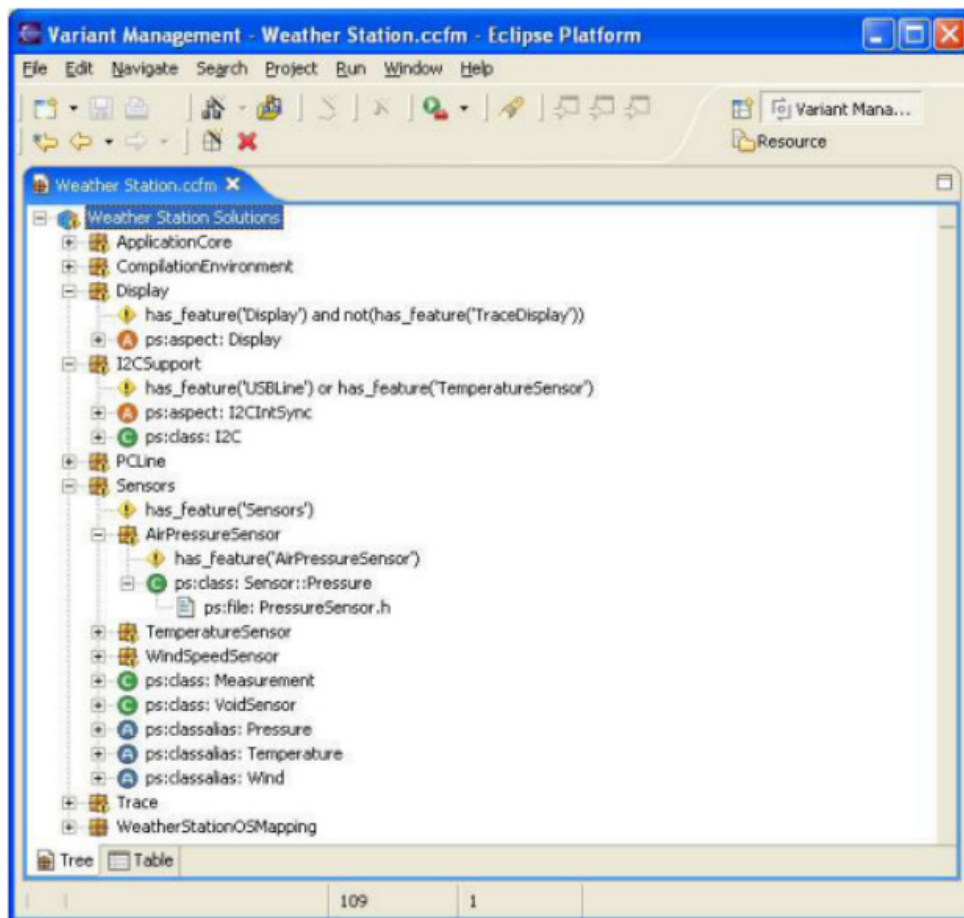 Variant Management - Weather Station.ccfm - Eclipse Platform
File Edit Navigate Search Project Run Window Help
Variant Mana...
Resource
Weather Station.ccfm
Weather Station Solutions
ApplicationCore
CompilationEnvironment
Display
has_feature('Display') and not(has_feature('TraceDisplay'))
ps:aspect: Display
I2CSupport
has_feature('USBLine') or has_feature('TemperatureSensor')
ps:aspect: I2CIntSync
ps:class: I2C
PCLine
Sensors
has_feature('Sensors')
AirPressureSensor
has_feature('AirPressureSensor')
ps:class: Sensor::Pressure
ps:file: PressureSensor.h
TemperatureSensor
WindSpeedSensor
ps:class: Measurement
ps:class: VoidSensor
ps:classalias: Pressure
ps:classalias: Temperature
ps:classalias: Wind
Trace
WeatherStationOSMapping
Tree Table
109 1